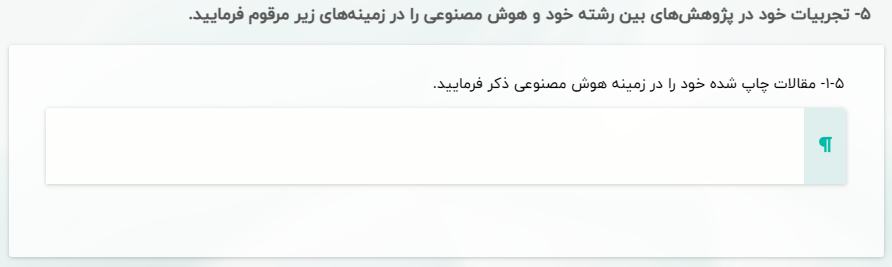 ۵- تجربیات خود در پژوهش‌های بین رشته خود و هوش مصنوعی را در زمینه‌های زیر مرقوم فرمایید.
۵-۱- مقالات چاپ شده خود را در زمینه هوش مصنوعی ذکر فرمایید.
¶